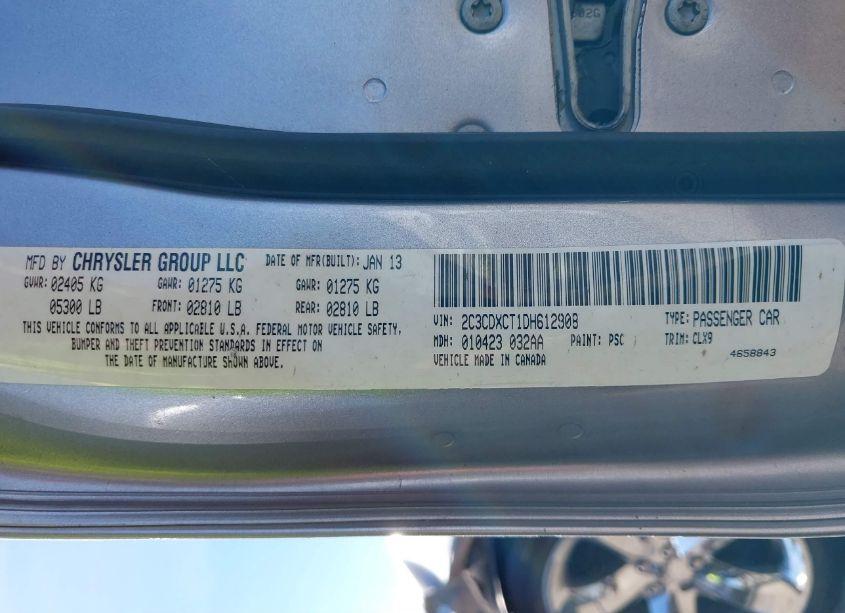 MFD BY CHRYSLER GROUP LLC DATE OF MFR(BUILT): JAN 13
GVWR: 02405 KG GAWR: 01275 KG GAWR: 01275 KG
05300 LB FRONT: 02810 LB REAR: 02810 LB
THIS VEHICLE CONFORMS TO ALL APPLICABLE U.S.A. FEDERAL MOTOR VEHICLE SAFETY,
BUMPER AND THEFT PREVENTION STANDARDS IN EFFECT ON
THE DATE OF MANUFACTURE SHOWN ABOVE.
VIN: 2C3CDXCT1DH612908 TYPE: PASSENGER CAR
MDH: 010423 032AA PAINT: PSC TRIM: CLX9
VEHICLE MADE IN CANADA 4658843